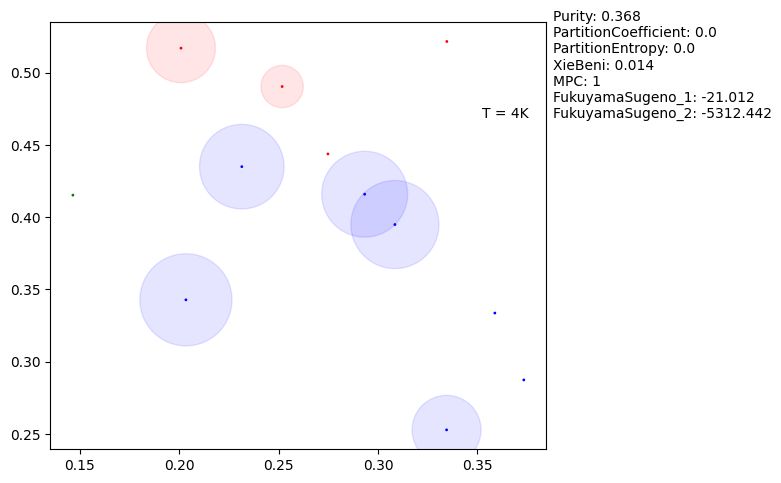 Purity: 0.368
PartitionCoefficient: 0.0
PartitionEntropy: 0.0
XieBeni: 0.014
MPC: 1
FukuyamaSugeno_1: -21.012
FukuyamaSugeno_2: -5312.442
T = 4K
0.50
0.45
0.40
0.35
0.30
0.25
0.15
0.20
0.25
0.30
0.35